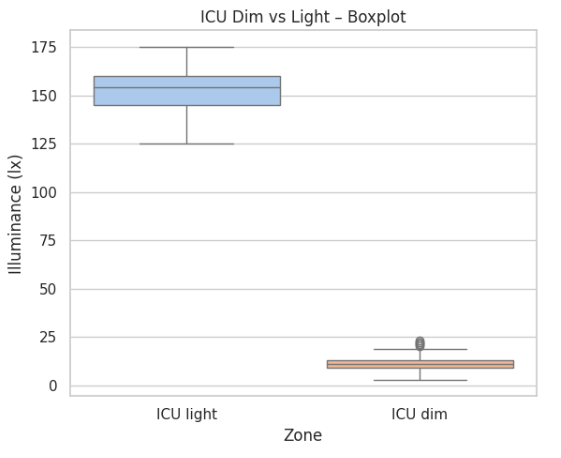 ICU Dim vs Light – Boxplot
175
150
125
100
75
50
25
0
Illuminance (lx)
ICU light
ICU dim
Zone